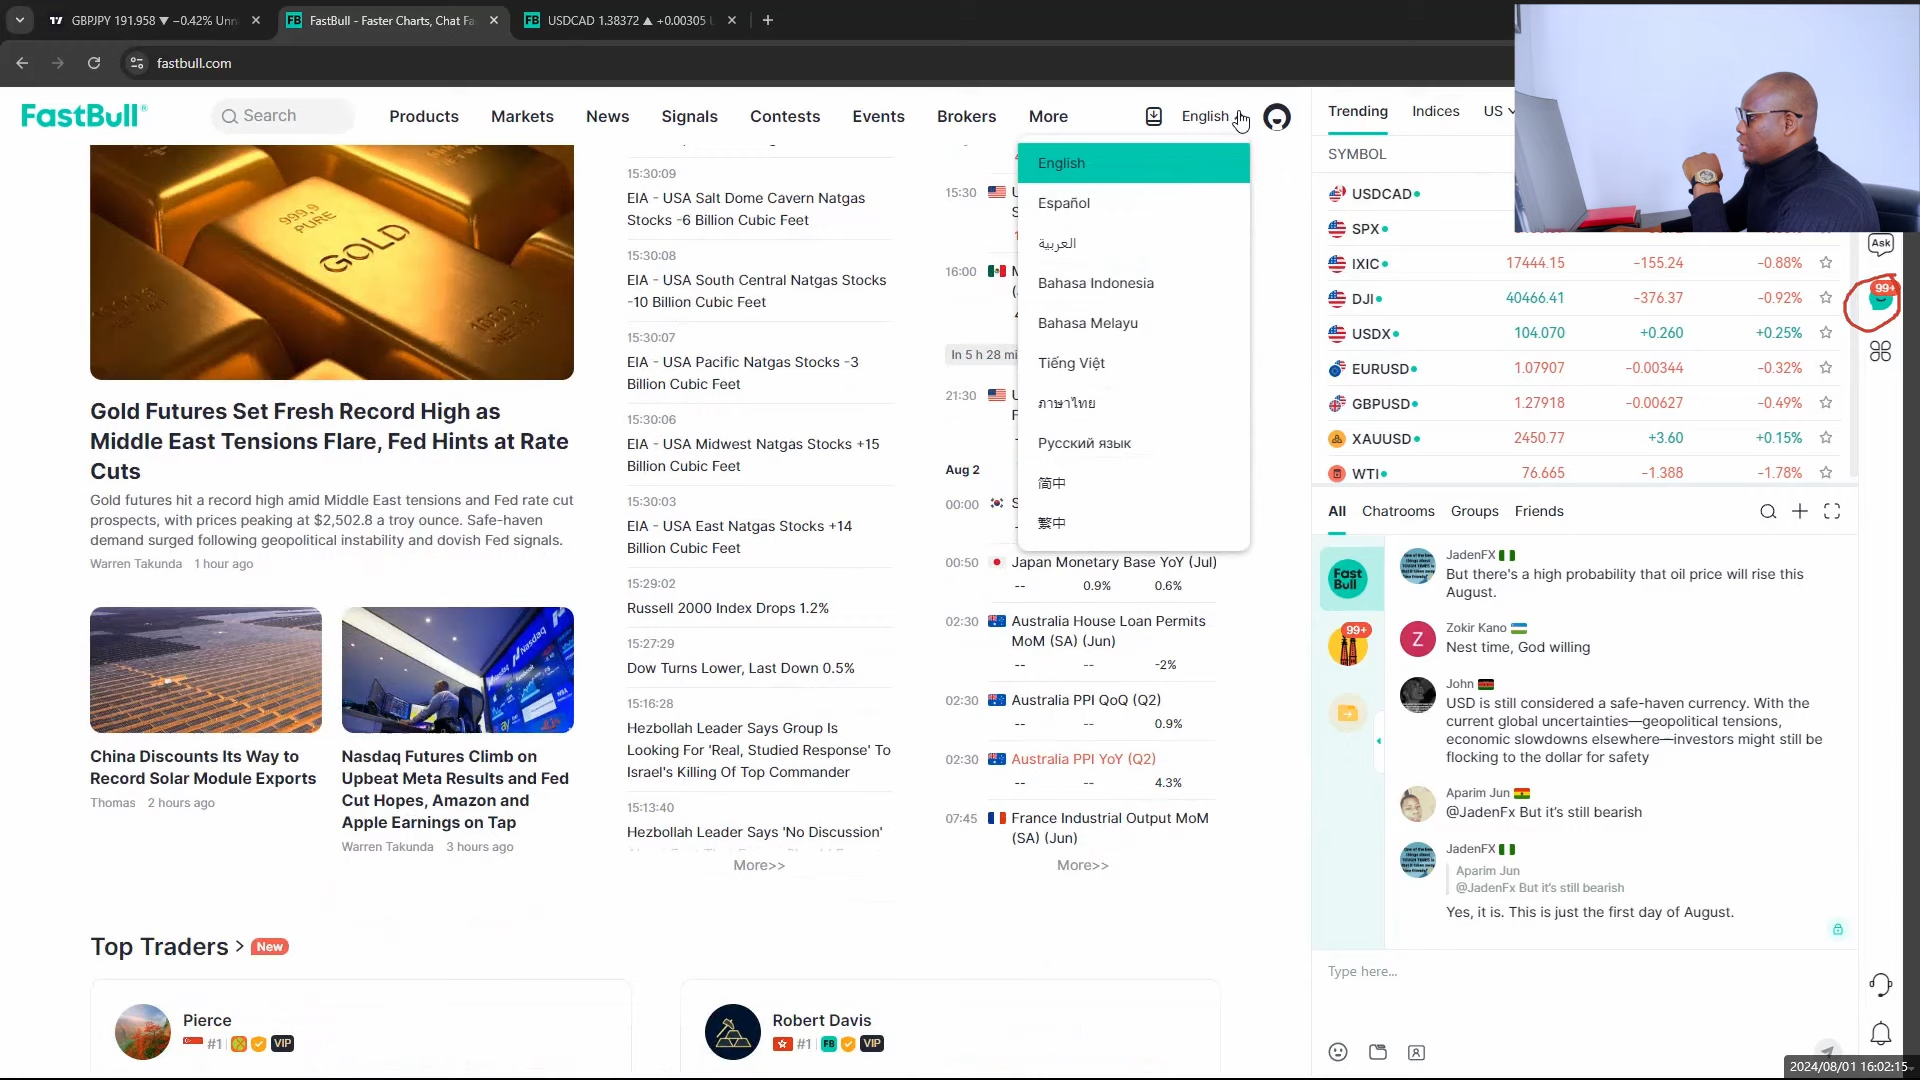 GBPJPY 191.958 ▼ −0.42% Unn
FastBull - Faster Charts, Chat Fa
USDCAD 1.38372 ▲ +0.00305
fastbull.com
FastBull
Search
Products
Markets
News
Signals
Contests
Events
Brokers
More
English
English
Español
العربية
Bahasa Indonesia
Bahasa Melayu
Tiếng Việt
ภาษาไทย
Русский язык
简中
繁中
999,9
PURE
GOLD
Gold Futures Set Fresh Record High as
Middle East Tensions Flare, Fed Hints at Rate
Cuts
Gold futures hit a record high amid Middle East tensions and Fed rate cut
prospects, with prices peaking at $2,502.8 a troy ounce. Safe-haven
demand surged following geopolitical instability and dovish Fed signals.
Warren Takunda 1 hour ago
China Discounts Its Way to
Record Solar Module Exports
Thomas 2 hours ago
Nasdaq
Nasdaq Futures Climb on
Upbeat Meta Results and Fed
Cut Hopes, Amazon and
Apple Earnings on Tap
Warren Takunda 3 hours ago
15:30:09
EIA - USA Salt Dome Cavern Natgas
Stocks -6 Billion Cubic Feet
15:30:08
EIA - USA South Central Natgas Stocks
-10 Billion Cubic Feet
15:30:07
EIA - USA Pacific Natgas Stocks -3
Billion Cubic Feet
15:30:06
EIA - USA Midwest Natgas Stocks +15
Billion Cubic Feet
15:30:03
EIA - USA East Natgas Stocks +14
Billion Cubic Feet
15:29:02
Russell 2000 Index Drops 1.2%
15:27:29
Dow Turns Lower, Last Down 0.5%
15:16:28
Hezbollah Leader Says Group Is
Looking For 'Real, Studied Response' To
Israel's Killing Of Top Commander
15:13:40
Hezbollah Leader Says 'No Discussion'
More>>
15:30
16:00
In 5 h 28 mi
21:30
Aug 2
00:00
00:50 Japan Monetary Base YoY (Jul)
-- 0.9% 0.6%
02:30 Australia House Loan Permits
MoM (SA) (Jun)
-- -- -2%
02:30 Australia PPI QoQ (Q2)
-- -- 0.9%
02:30 Australia PPI YoY (Q2)
-- -- 4.3%
07:45 France Industrial Output MoM
(SA) (Jun)
More>>
Top Traders > New
Pierce
#1 VIP
Robert Davis
#1 FB VIP
Trending
Indices
US
SYMBOL
USDCAD
SPX
IXIC 17444.15 -155.24 -0.88%
DJI 40466.41 -376.37 -0.92%
USDX 104.070 +0.260 +0.25%
EURUSD 1.07907 -0.00344 -0.32%
GBPUSD 1.27918 -0.00627 -0.49%
XAUUSD 2450.77 +3.60 +0.15%
WTI 76.665 -1.388 -1.78%
Ask
99+
All
Chatrooms
Groups
Friends
Fast
Bull
99+
JadenFX
But there's a high probability that oil price will rise this
August.
Z
Zokir Kano
Nest time, God willing
John
USD is still considered a safe-haven currency. With the
current global uncertainties—geopolitical tensions,
economic slowdowns elsewhere—investors might still be
flocking to the dollar for safety
Aparim Jun
@JadenFx But it's still bearish
JadenFX
Aparim Jun
@JadenFx But it's still bearish
Yes, it is. This is just the first day of August.
Type here...
2024/08/01 16:02:15